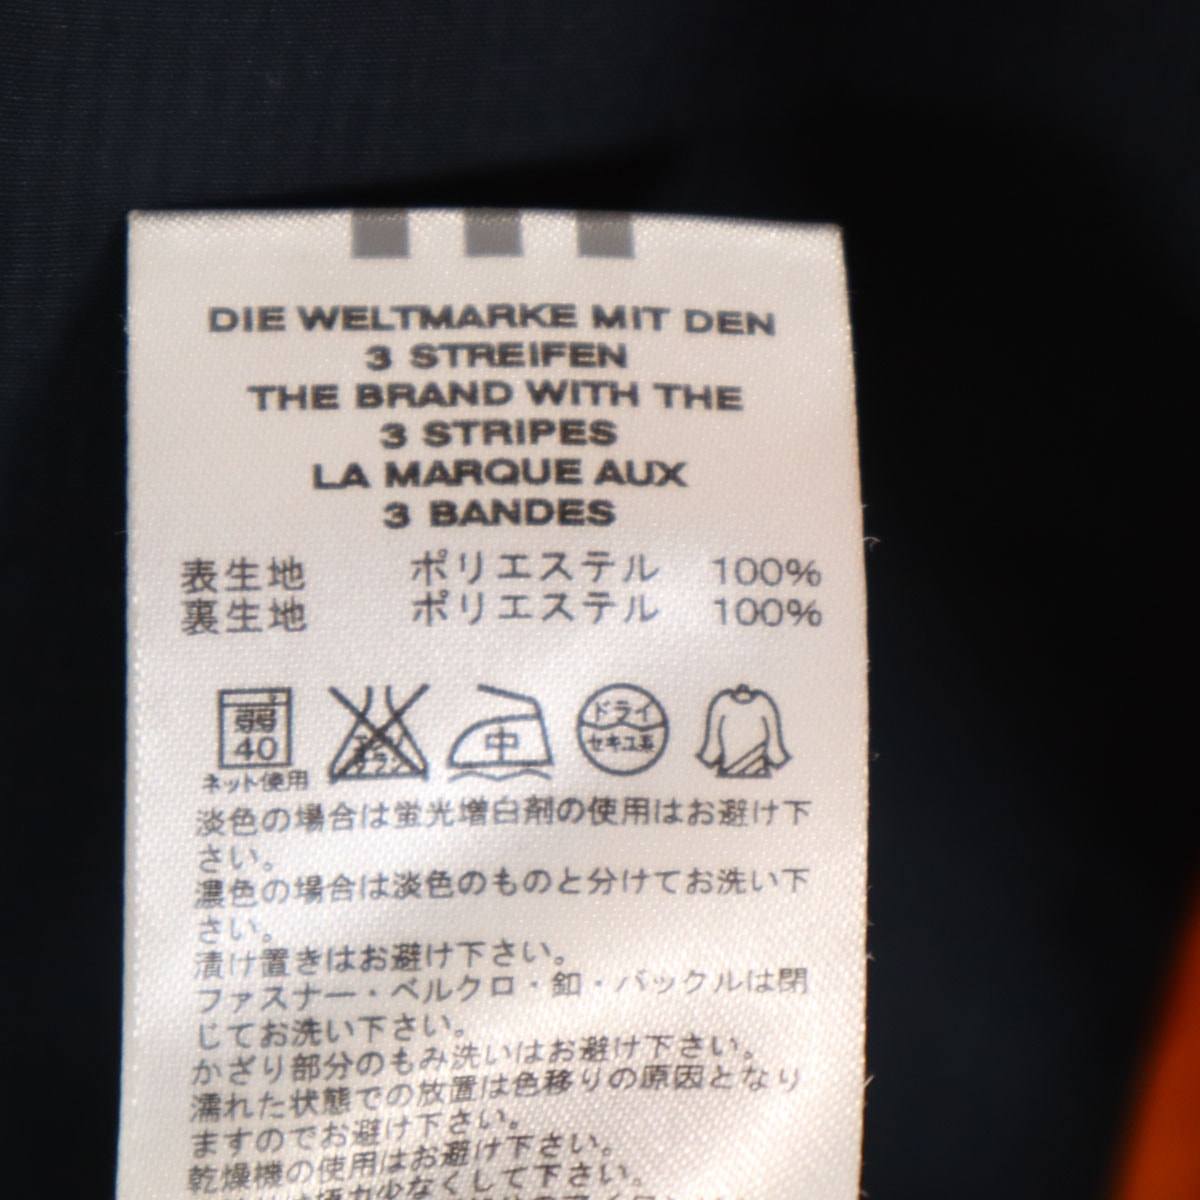 DIE WELTMARKE MIT DEN
3 STREIFEN
THE BRAND WITH THE
3 STRIPES
LA MARQUE AUX
3 BANDES
表生地 ポリエステル 100%
裏生地 ポリエステル 100%
弱 40 中 ドライ セキユ系
ネット使用
淡色の場合は蛍光増白剤の使用はお避け下
さい。
濃色の場合は淡色のものと分けてお洗い下
さい。
漬け置きはお避け下さい。
ファスナー・ベルクロ・釦・バックルは閉
じてお洗い下さい。
かざり部分のもみ洗いはお避け下さい。
濡れた状態での放置は色移りの原因となり
ますのでお避け下さい。
乾燥機の使用はお避け下さい。
少なくして下さい。